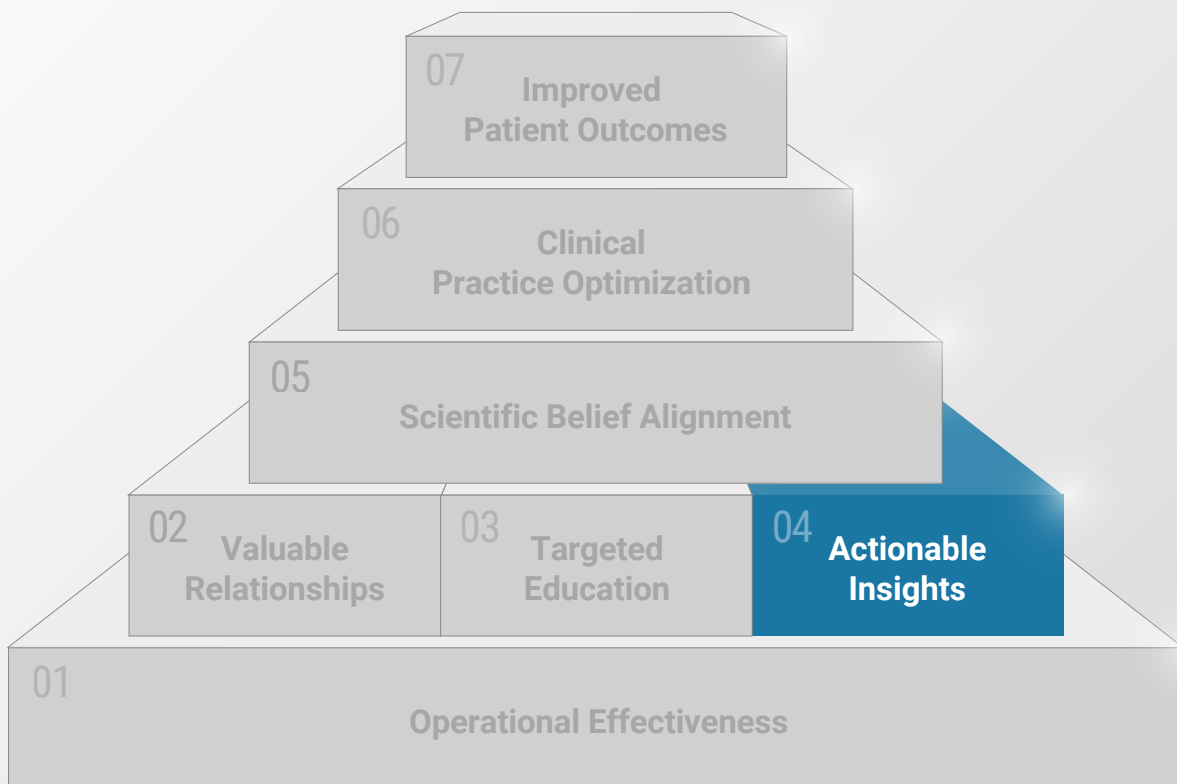 07
Improved
Patient Outcomes
06
Clinical
Practice Optimization
05
Scientific Belief Alignment
02
Valuable
Relationships
03
Targeted
Education
04
Actionable
Insights
01
Operational Effectiveness